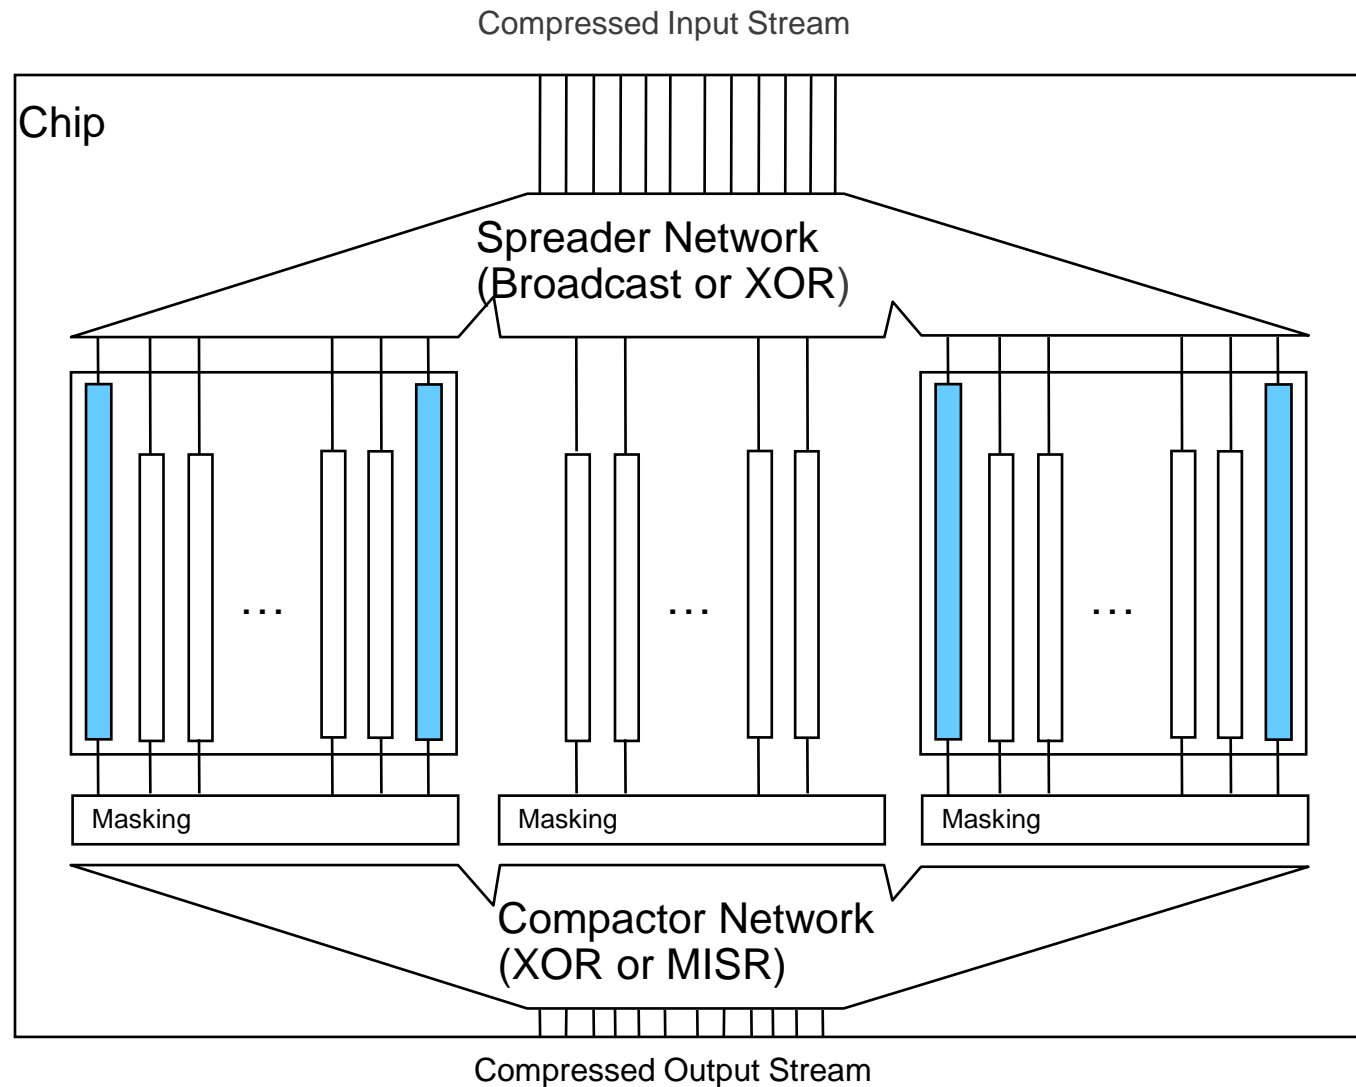 Compressed Input Stream
Chip
Spreader Network
(Broadcast or XOR)
...
...
...
Masking
Masking
Masking
Compactor Network
(XOR or MISR)
Compressed Output Stream